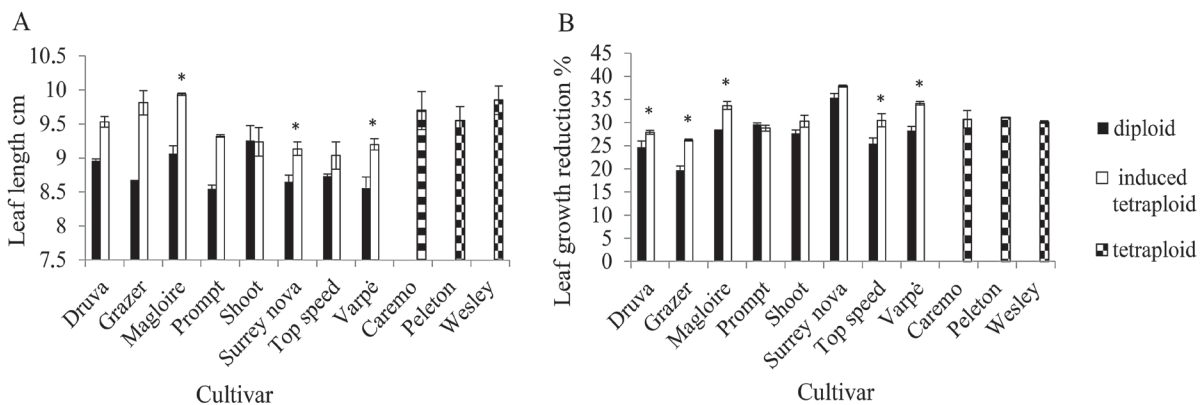 A
Leaf length cm
10.5
10
9.5
9
8.5
8
7.5
*
*
*
Druva
Grazer
Magloire
Prompt
Shoot
Surrey nova
Top speed
Varpé
Caremo
Peleton
Wesley
Cultivar
B
Leaf growth reduction %
45
40
35
30
25
20
15
10
5
0
*
*
*
*
*
Druva
Grazer
Magloire
Prompt
Shoot
Surrey nova
Top speed
Varpé
Caremo
Peleton
Wesley
Cultivar
diploid
induced
tetraploid
tetraploid